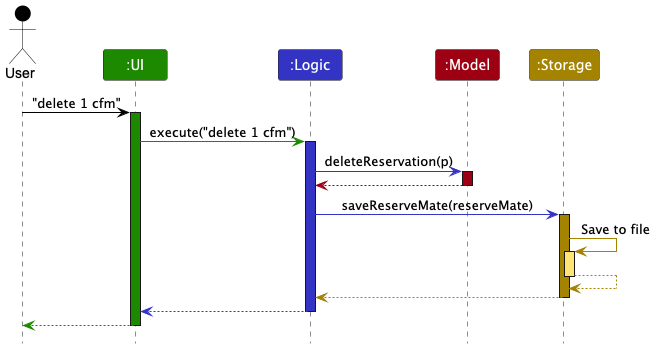 User
:UI
:Logic
:Model
:Storage
"delete 1 cfm"
execute("delete 1 cfm")
deleteReservation(p)
saveReserveMate(reserveMate)
Save to file